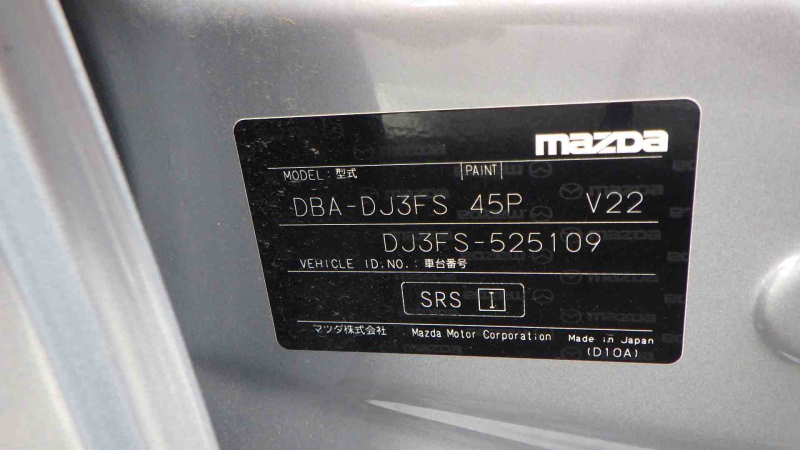 mazda
MODEL: 型式 PAINT
DBA-DJ3FS 45P V22
DJ3FS-525109
VEHICLE ID.NO.: 車台番号
SRS I
マツダ株式会社 Mazda Motor Corporation Made in Japan
(D10A)